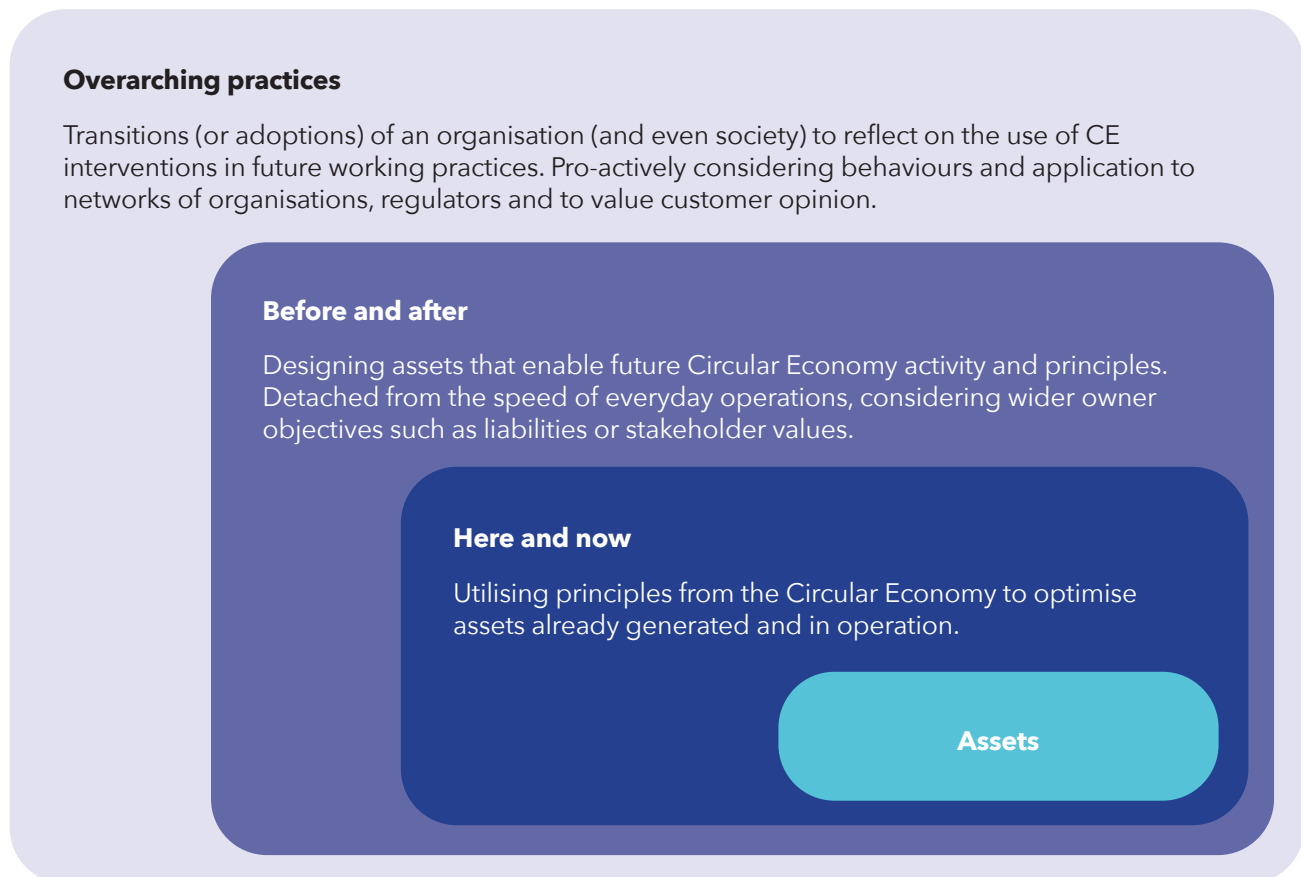 Overarching practices
Transitions (or adoptions) of an organisation (and even society) to reflect on the use of CE
interventions in future working practices. Pro-actively considering behaviours and application to
networks of organisations, regulators and to value customer opinion.
Before and after
Designing assets that enable future Circular Economy activity and principles.
Detached from the speed of everyday operations, considering wider owner
objectives such as liabilities or stakeholder values.
Here and now
Utilising principles from the Circular Economy to optimise
assets already generated and in operation.
Assets